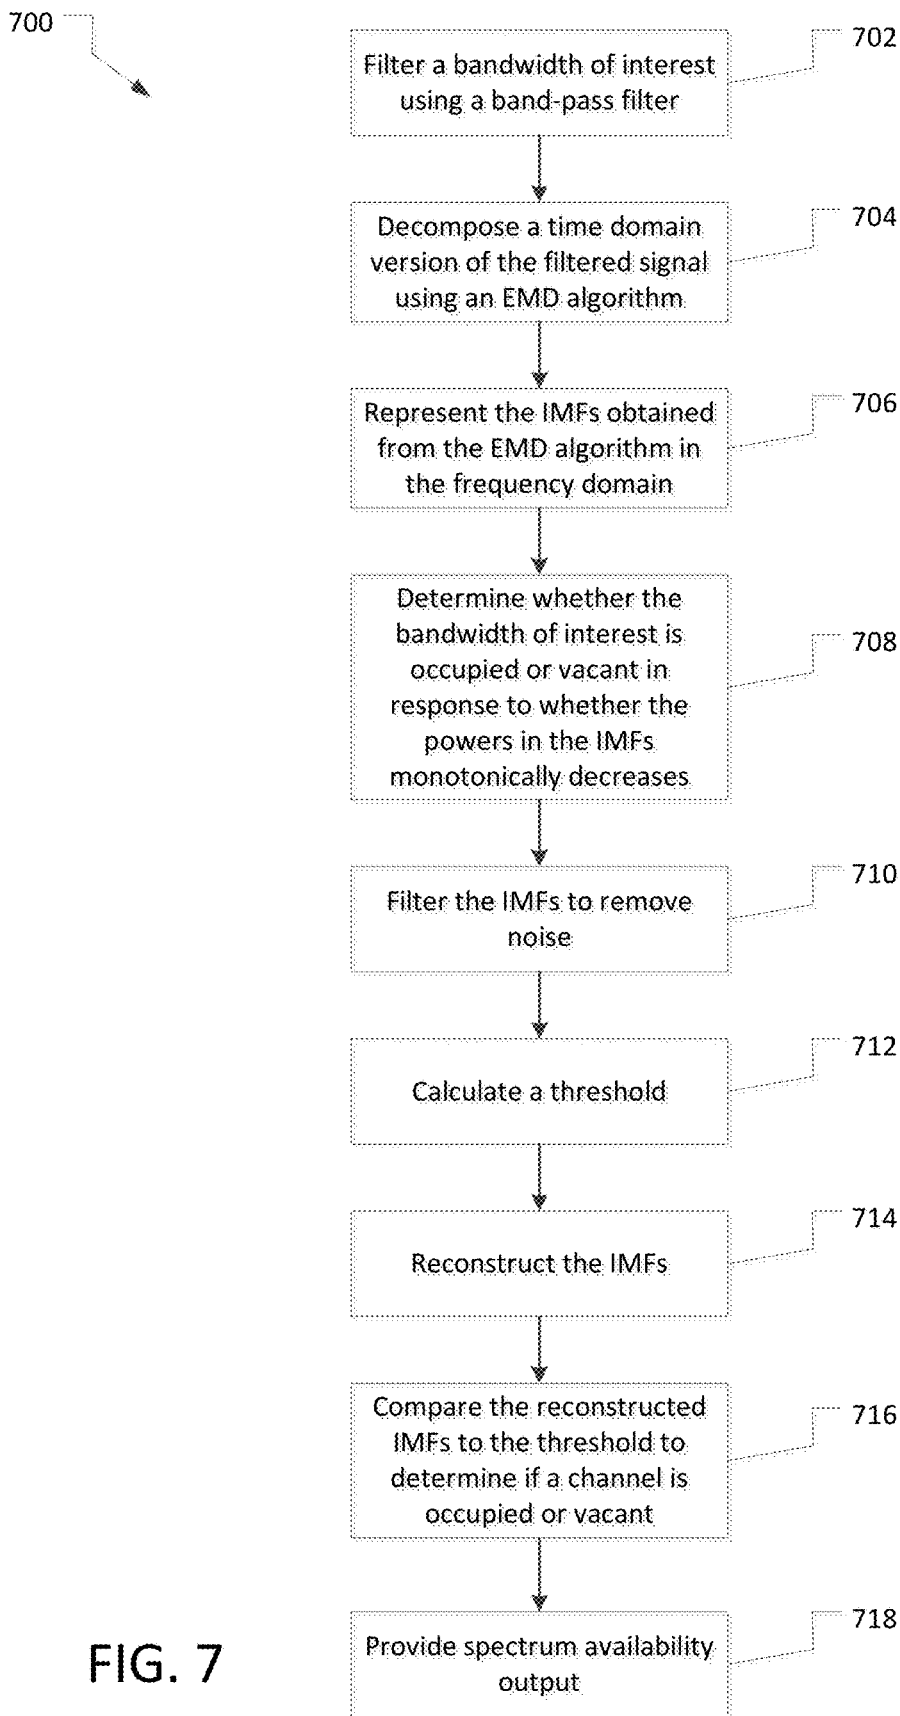 700
702
Filter a bandwidth of interest
using a band-pass filter
704
Decompose a time domain
version of the filtered signal
using an EMD algorithm
706
Represent the IMFs obtained
from the EMD algorithm in
the frequency domain
708
Determine whether the
bandwidth of interest is
occupied or vacant in
response to whether the
powers in the IMFs
monotonically decreases
710
Filter the IMFs to remove
noise
712
Calculate a threshold
714
Reconstruct the IMFs
716
Compare the reconstructed
IMFs to the threshold to
determine if a channel is
occupied or vacant
718
Provide spectrum availability
output
FIG. 7